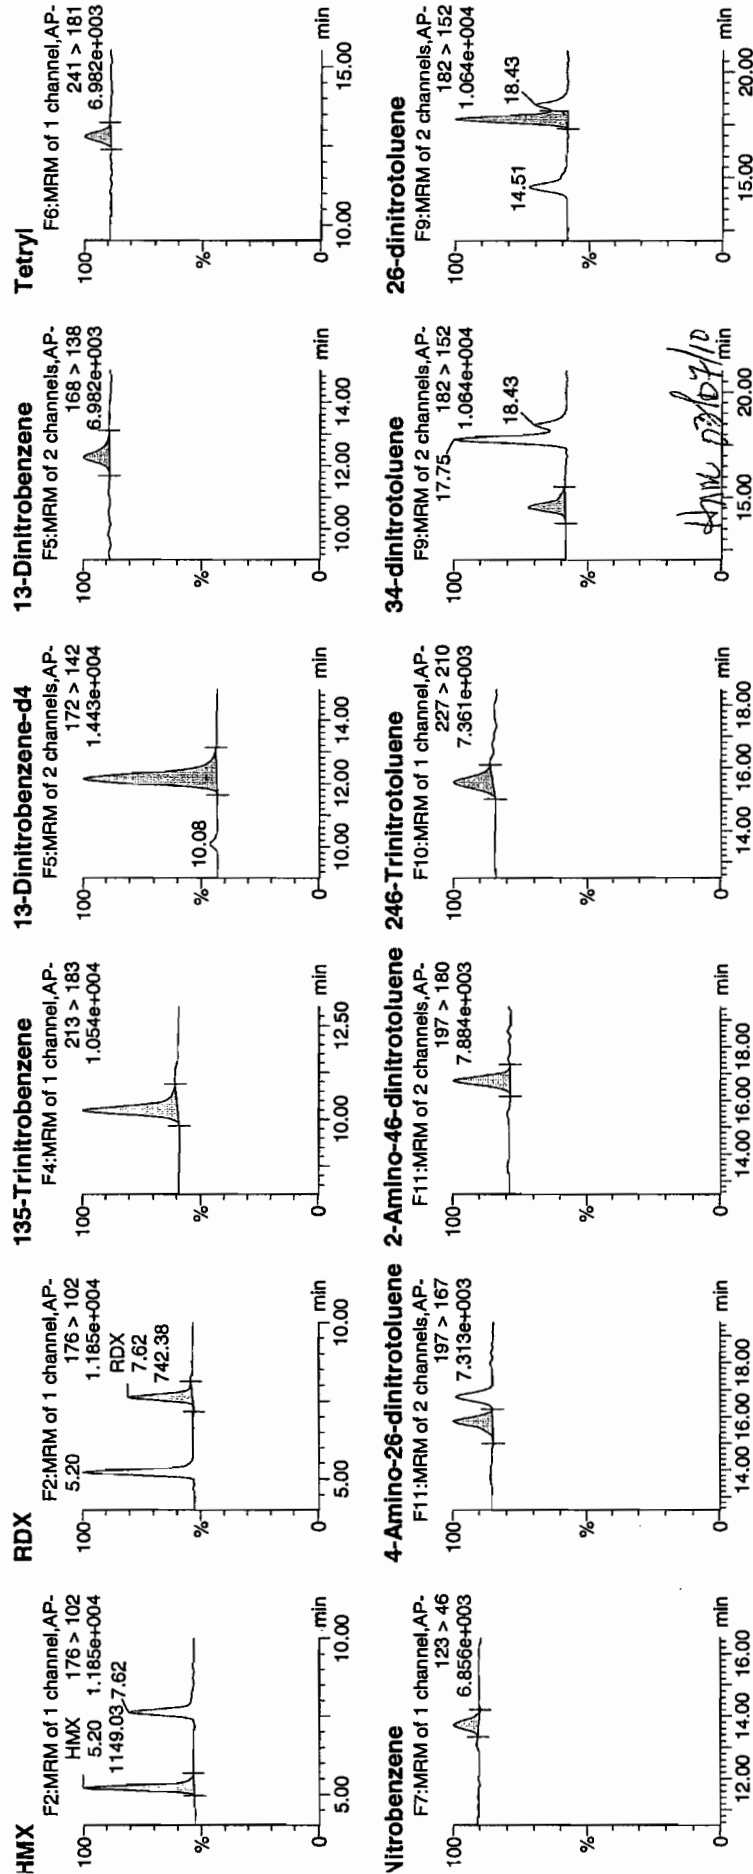 HMX
F2:MRM of 1 channel,AP-
HMX 176 > 102
5.20 1.185e+004
1149.03 7.62
100
%
0
5.00 10.00 min
RDX
F2:MRM of 1 channel,AP-
5.20 176 > 102
1.185e+004
RDX
7.62
742.38
100
%
0
5.00 10.00 min
135-Trinitrobenzene
F4:MRM of 1 channel,AP-
213 > 183
1.054e+004
100
%
0
10.00 12.50 min
13-Dinitrobenzene-d4
F5:MRM of 2 channels,AP-
172 > 142
1.443e+004
10.08
100
%
0
10.00 12.00 14.00 min
13-Dinitrobenzene
F5:MRM of 2 channels,AP-
168 > 138
6.982e+003
100
%
0
10.00 12.00 14.00 min
Tetryl
F6:MRM of 1 channel,AP-
241 > 181
6.982e+003
100
%
0
10.00 15.00 min
Nitrobenzene
F7:MRM of 1 channel,AP-
123 > 46
6.856e+003
100
%
0
12.00 14.00 16.00 min
4-Amino-26-dinitrotoluene
F11:MRM of 2 channels,AP-
197 > 167
7.313e+003
100
%
0
14.00 16.00 18.00 min
2-Amino-46-dinitrotoluene
F11:MRM of 2 channels,AP-
197 > 180
7.884e+003
100
%
0
14.00 16.00 18.00 min
246-Trinitrotoluene
F10:MRM of 1 channel,AP-
227 > 210
7.361e+003
100
%
0
14.00 16.00 18.00 min
34-dinitrotoluene
F9:MRM of 2 channels,AP-
182 > 152
17.75 1.064e+004
18.43
100
%
0
15.00 20.00 min
03/07/10
26-dinitrotoluene
F9:MRM of 2 channels,AP-
182 > 152
1.064e+004
14.51 18.43
100
%
0
15.00 20.00 min